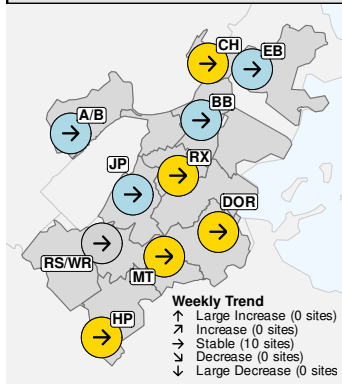 CH
EB
A/B
BB
RX
JP
DOR
RS/WR
MT
HP
Weekly Trend
↑ Large Increase (0 sites)
↗ Increase (0 sites)
→ Stable (10 sites)
↘ Decrease (0 sites)
↓ Large Decrease (0 sites